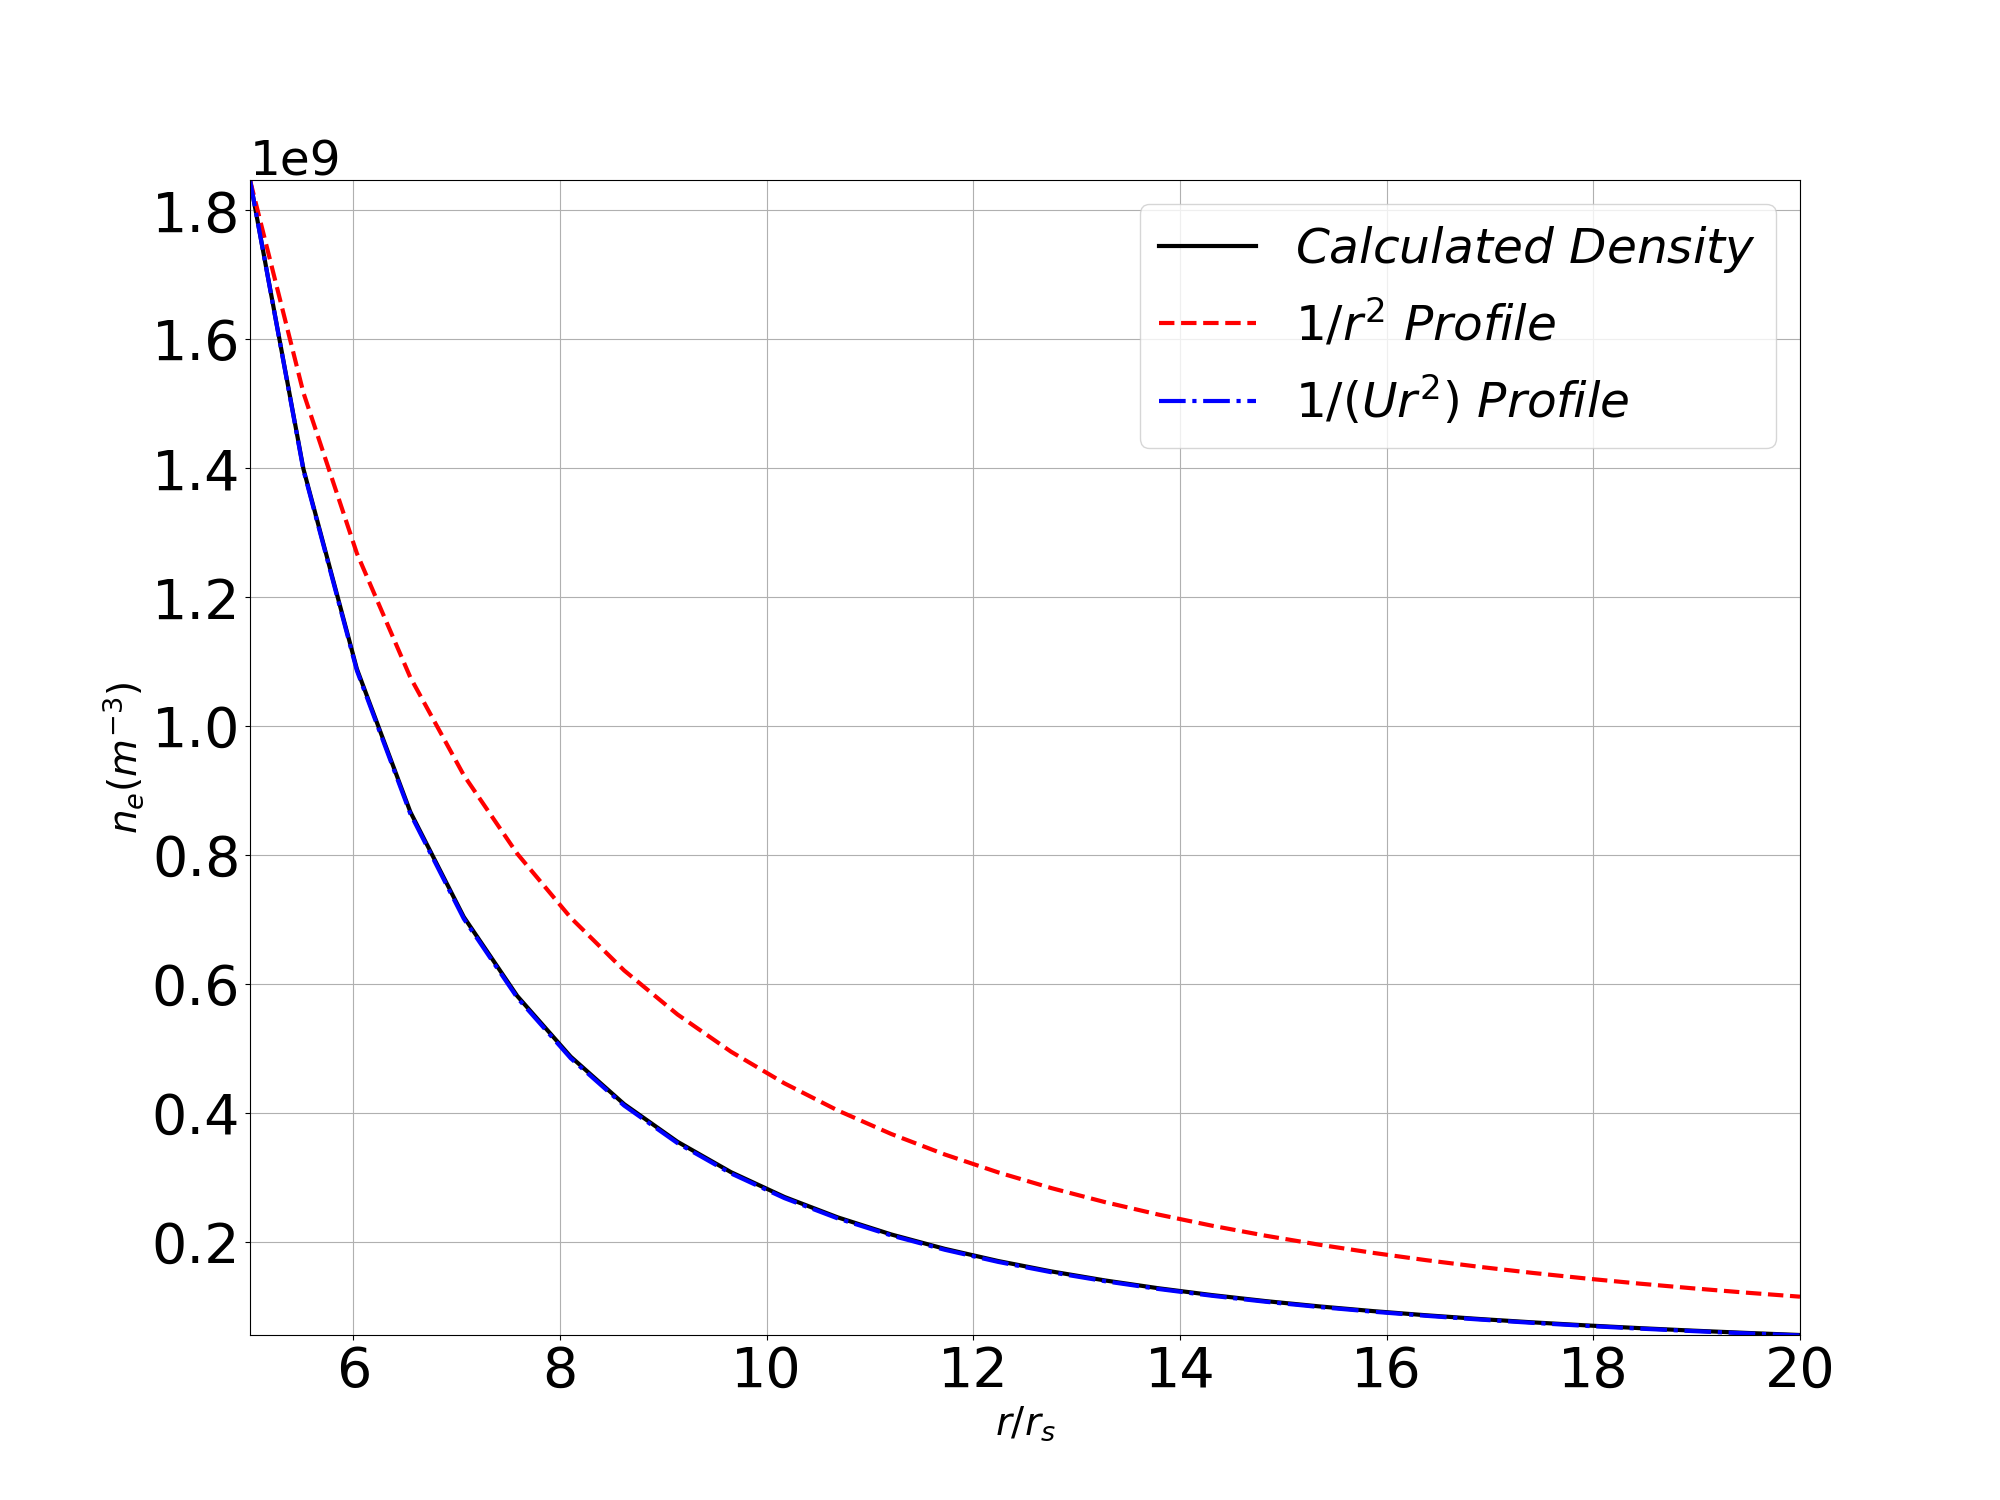 1e9
1.8
1.6
1.4
1.2
1.0
0.8
0.6
0.4
0.2
n_e(m^{-3})
Calculated Density
1/r^2 Profile
1/(Ur^2) Profile
6 8 10 12 14 16 18 20
r/r_s